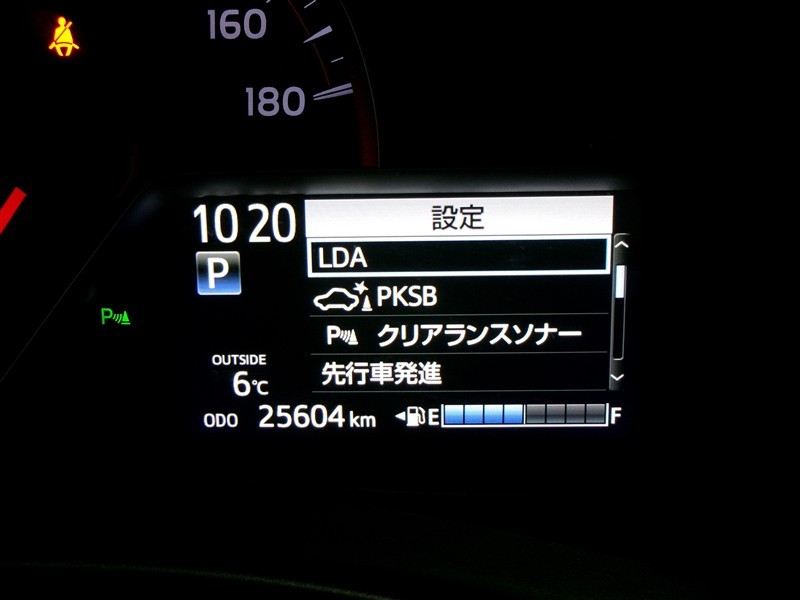 160
180
10 20
設定
P
LDA
PKSB
P クリアランスソナー
P
先行車発進
OUTSIDE
6℃
ODO 25604 km
E F